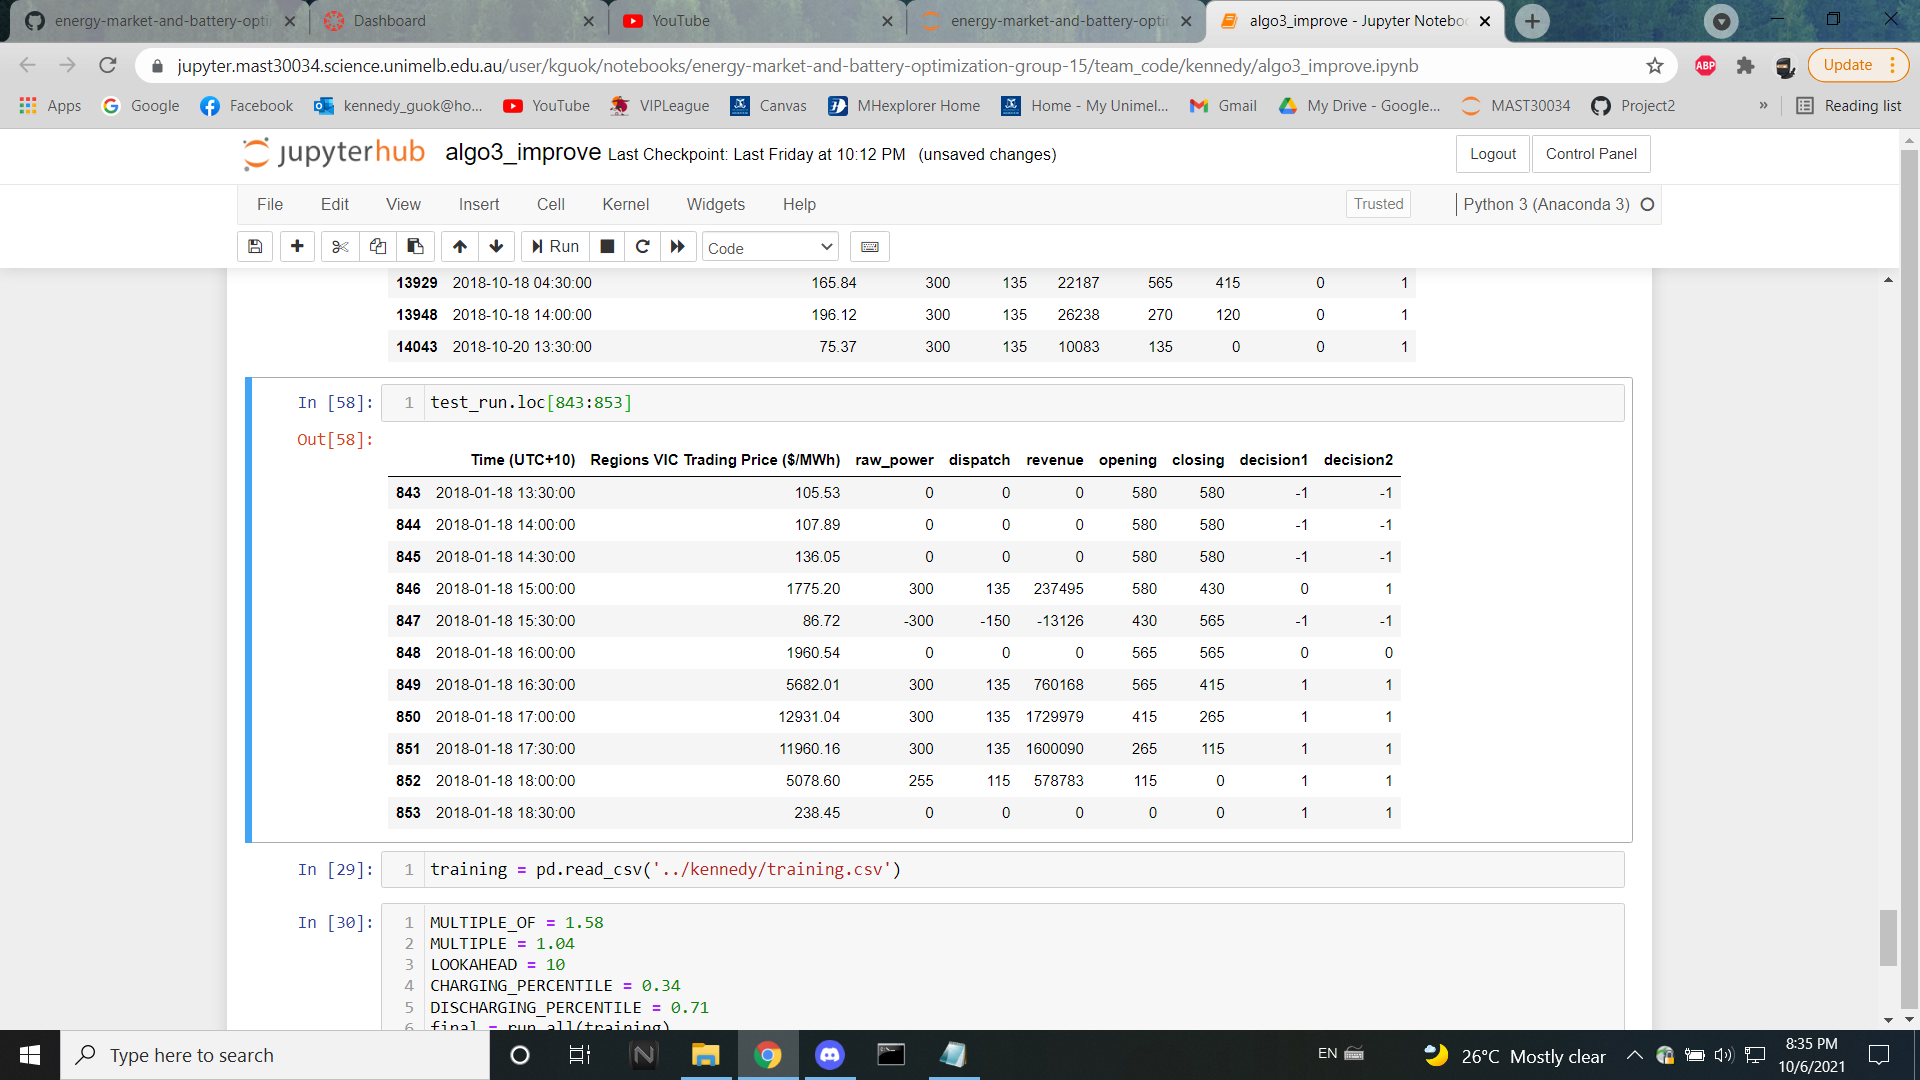 energy-market-and-battery-opti
Dashboard
YouTube
energy-market-and-battery-opti
algo3_improve - Jupyter Notebo
jupyter.mast30034.science.unimelb.edu.au/user/kguok/notebooks/energy-market-and-battery-optimization-group-15/team_code/kennedy/algo3_improve.ipynb
ABP
Update
Apps
Google
Facebook
kennedy_guok@ho...
YouTube
VIPLeague
Canvas
MHexplorer Home
Home - My Unimel...
Gmail
My Drive - Google...
MAST30034
Project2
»
Reading list
jupyterhub algo3_improve Last Checkpoint: Last Friday at 10:12 PM (unsaved changes)
Logout
Control Panel
File Edit View Insert Cell Kernel Widgets Help
Trusted
Python 3 (Anaconda 3)
Run
Code
13929 2018-10-18 04:30:00 165.84 300 135 22187 565 415 0 1
13948 2018-10-18 14:00:00 196.12 300 135 26238 270 120 0 1
14043 2018-10-20 13:30:00 75.37 300 135 10083 135 0 0 1
In [58]: 1 test_run.loc[843:853]
Out[58]:
Time (UTC+10) Regions VIC Trading Price ($/MWh) raw_power dispatch revenue opening closing decision1 decision2
843 2018-01-18 13:30:00 105.53 0 0 0 580 580 -1 -1
844 2018-01-18 14:00:00 107.89 0 0 0 580 580 -1 -1
845 2018-01-18 14:30:00 136.05 0 0 0 580 580 -1 -1
846 2018-01-18 15:00:00 1775.20 300 135 237495 580 430 0 1
847 2018-01-18 15:30:00 86.72 -300 -150 -13126 430 565 -1 -1
848 2018-01-18 16:00:00 1960.54 0 0 0 565 565 0 0
849 2018-01-18 16:30:00 5682.01 300 135 760168 565 415 1 1
850 2018-01-18 17:00:00 12931.04 300 135 1729979 415 265 1 1
851 2018-01-18 17:30:00 11960.16 300 135 1600090 265 115 1 1
852 2018-01-18 18:00:00 5078.60 255 115 578783 115 0 1 1
853 2018-01-18 18:30:00 238.45 0 0 0 0 0 1 1
In [29]: 1 training = pd.read_csv('../kennedy/training.csv')
In [30]: 1 MULTIPLE_OF = 1.58
2 MULTIPLE = 1.04
3 LOOKAHEAD = 10
4 CHARGING_PERCENTILE = 0.34
5 DISCHARGING_PERCENTILE = 0.71
6 final = run_all(training)
Type here to search
N
EN
26°C Mostly clear
8:35 PM
10/6/2021